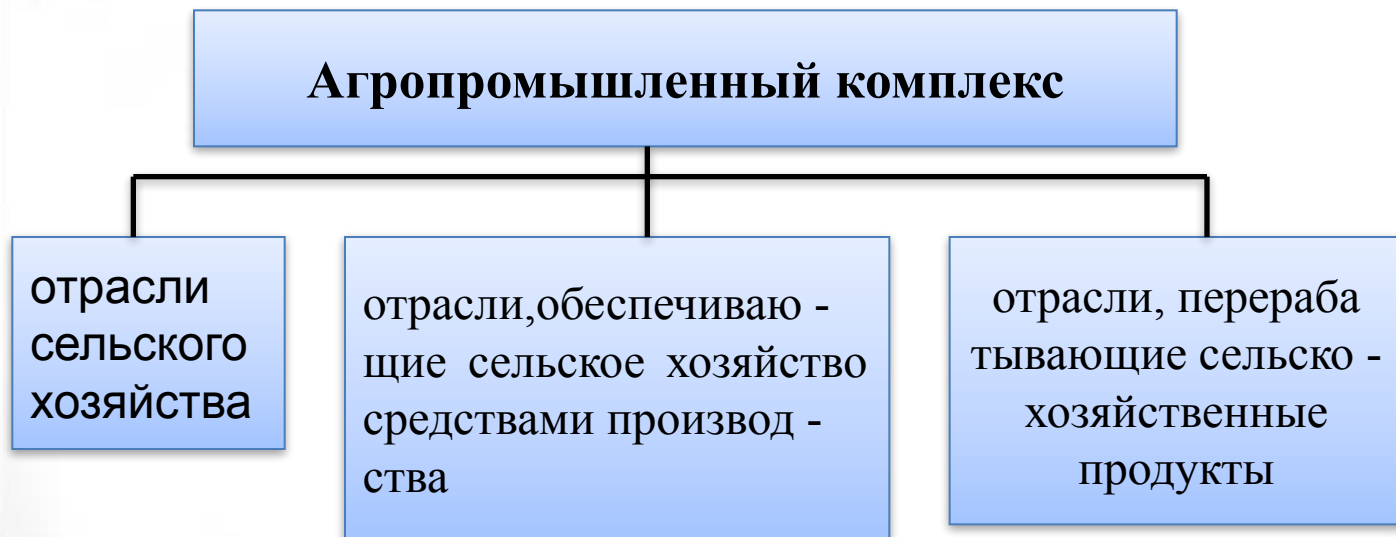 Агропромышленный комплекс
отрасли
сельского
хозяйства
отрасли,обеспечиваю -
щие сельское хозяйство
средствами производ -
ства
отрасли, перераба
тывающие сельско -
хозяйственные
продукты